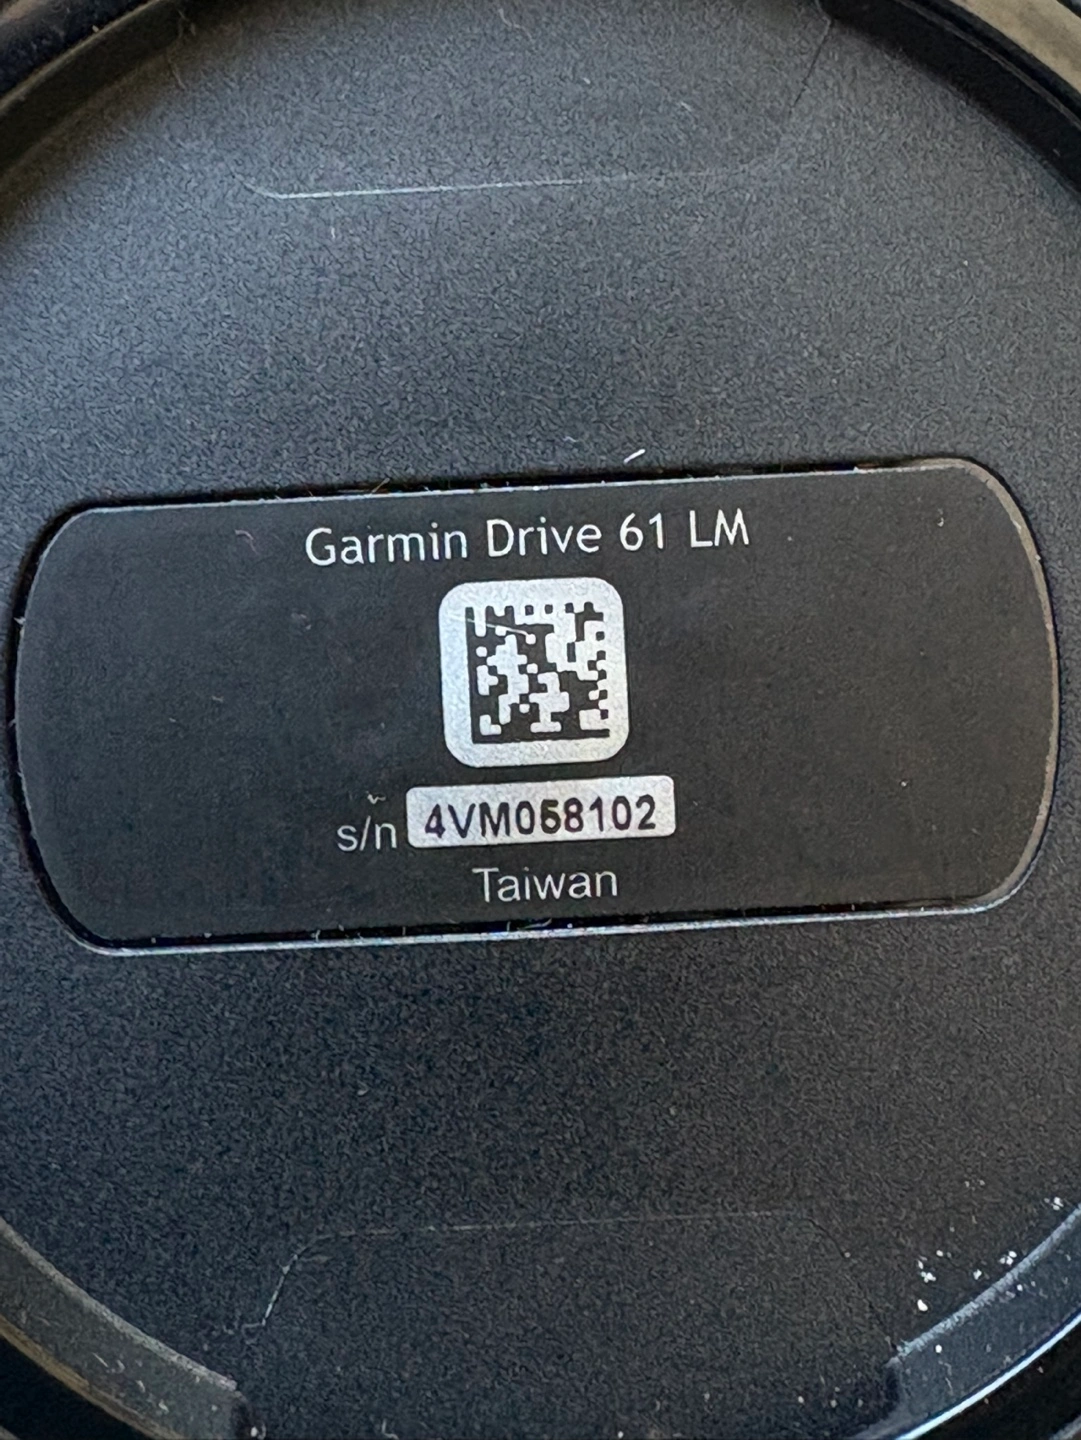 Garmin Drive 61 LM
s/n 4VM058102
Taiwan